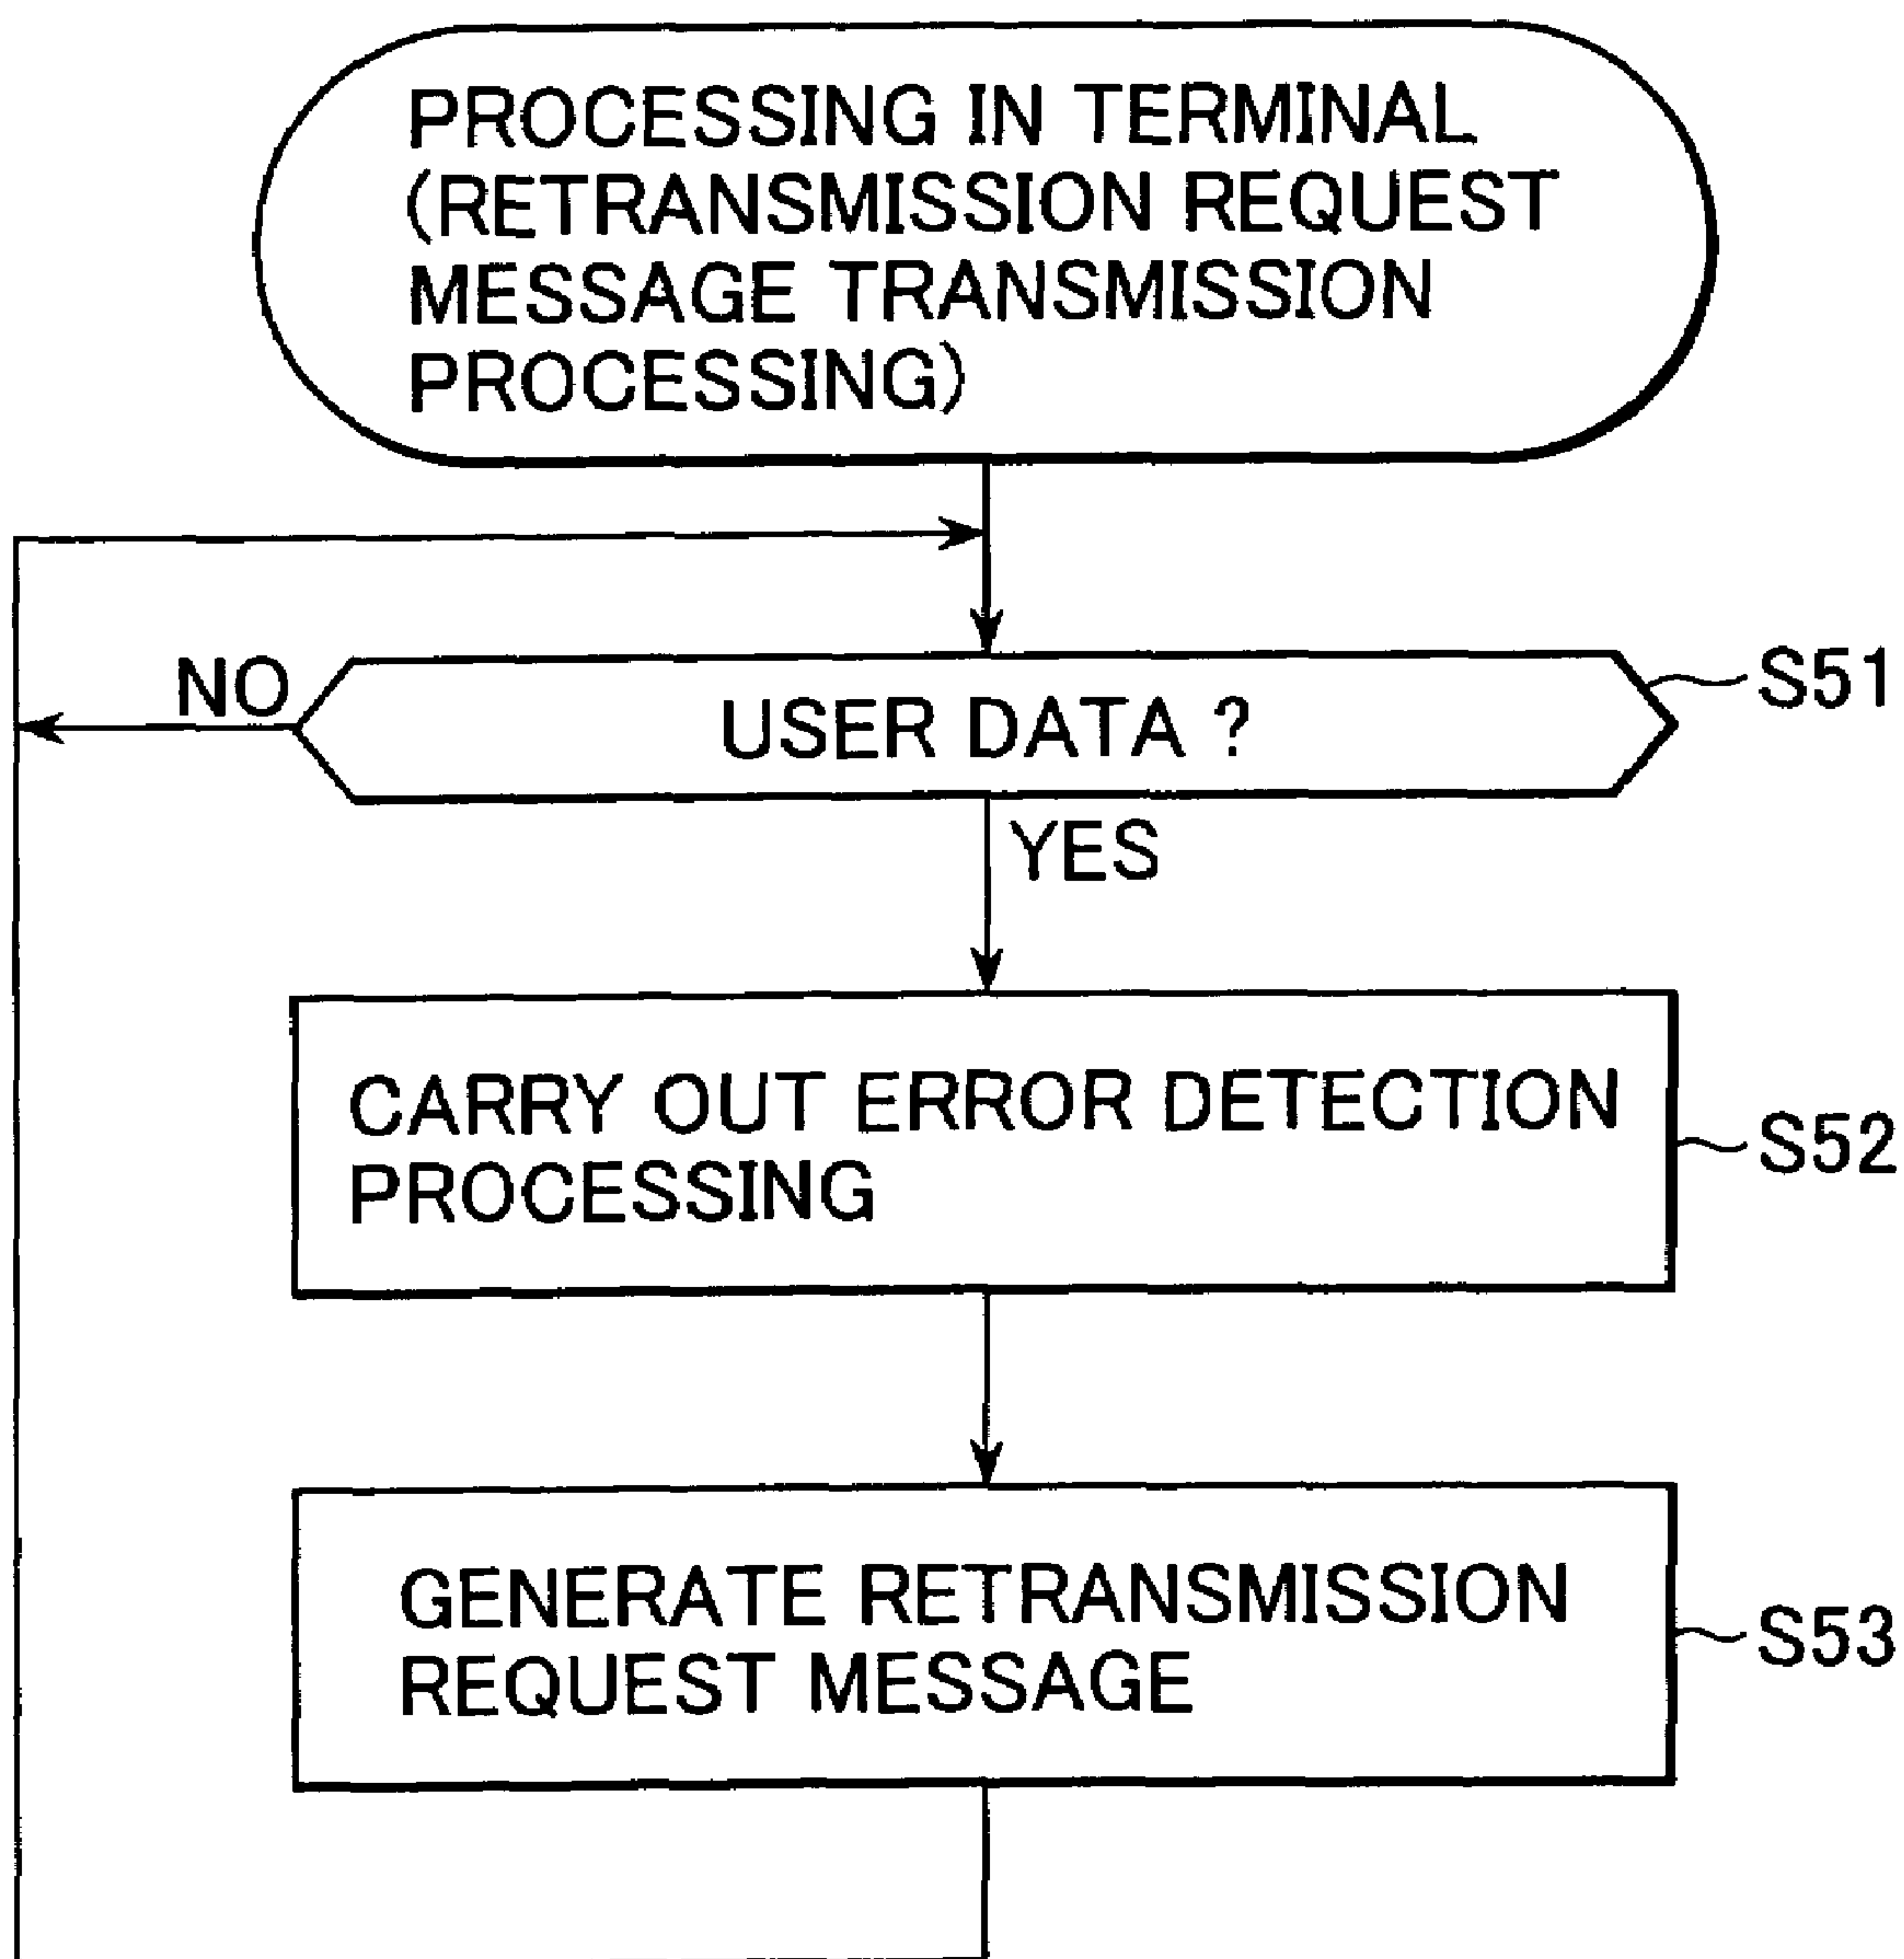 PROCESSING IN TERMINAL
(RETRANSMISSION REQUEST
MESSAGE TRANSMISSION
PROCESSING)
NO
USER DATA ?
S51
YES
CARRY OUT ERROR DETECTION
PROCESSING
S52
GENERATE RETRANSMISSION
REQUEST MESSAGE
S53